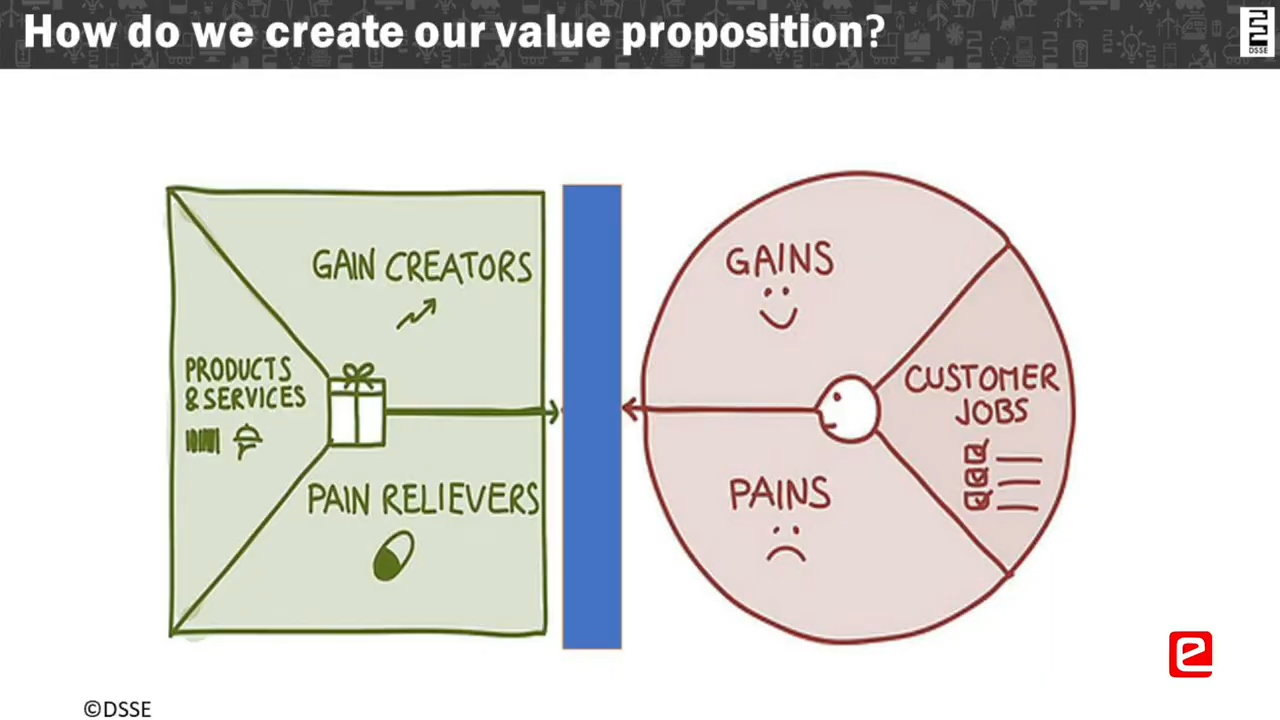 How do we create our value proposition?
DSSE
GAIN CREATORS
PRODUCTS
& SERVICES
PAIN RELIEVERS
GAINS
CUSTOMER
JOBS
PAINS
e
©DSSE